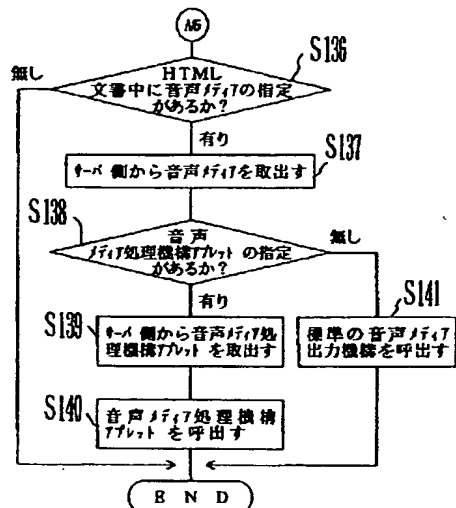 A6
S136
無し
HTML
文書中に音声メディアの指定
があるか?
有り
S137
サーバ側から音声メディアを取出す
S138
音声
メディア処理機構アプレットの指定
があるか?
無し
有り
S139
サーバ側から音声メディア処
理機構アプレットを取出す
S141
標準の音声メディア
出力機構を呼出す
S140
音声メディア処理機構
アプレットを呼出す
END